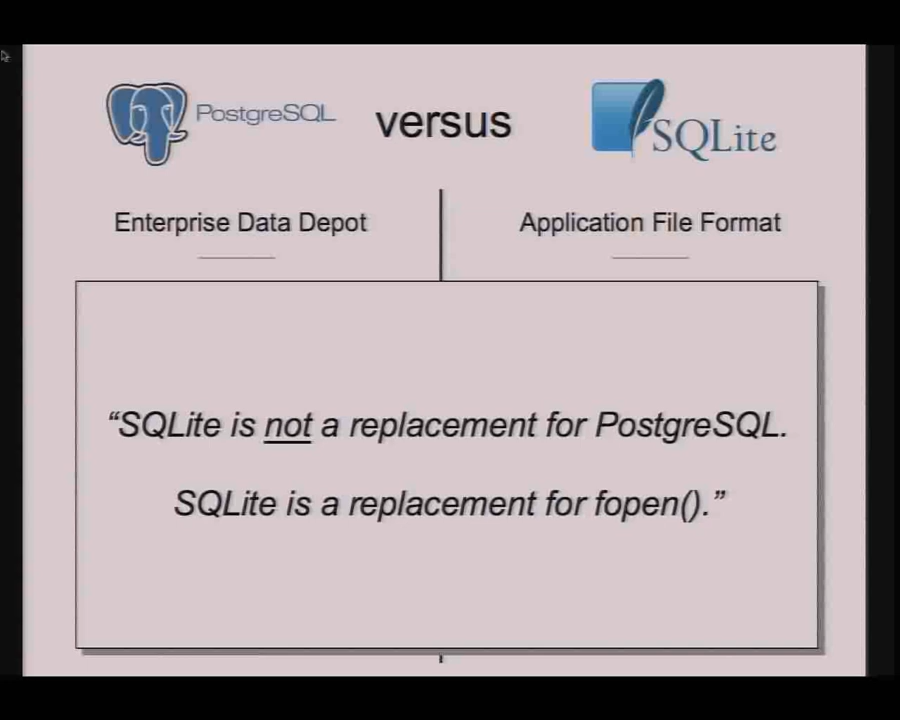 PostgreSQL versus SQLite
Enterprise Data Depot
Application File Format
“SQLite is not a replacement for PostgreSQL.
SQLite is a replacement for fopen().”